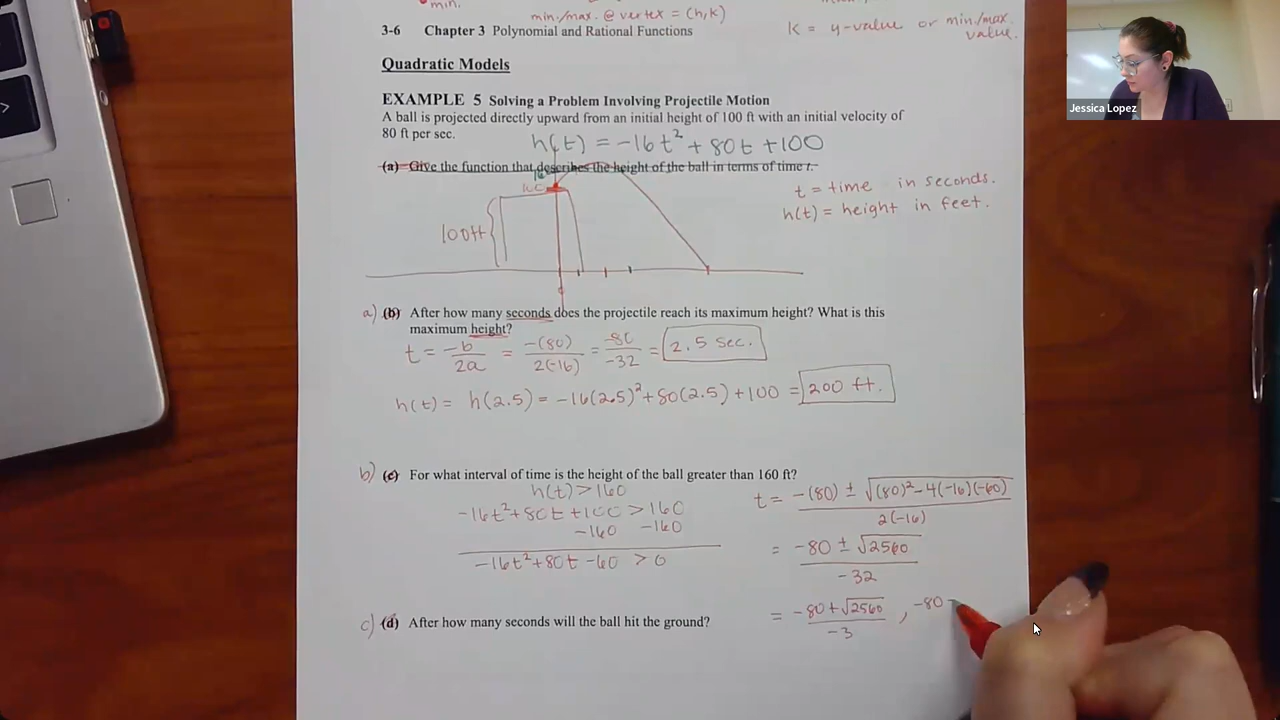 min.
min./max. @ vertex = (h,k)
3-6 Chapter 3 Polynomial and Rational Functions
k = y-value or min/max.
value.
Jessica Lopez
Quadratic Models
EXAMPLE 5 Solving a Problem Involving Projectile Motion
A ball is projected directly upward from an initial height of 100 ft with an initial velocity of
80 ft per sec.
h(t) = -16t² + 80t + 100
(a) Give the function that describes the height of the ball in terms of time t.
t = time in seconds.
h(t) = height in feet.
100
100ft
a) (b) After how many seconds does the projectile reach its maximum height? What is this
maximum height?
t = -b/2a = -(80)/2(-16) = -80/-32 = 2.5 sec.
h(t) = h(2.5) = -16(2.5)² + 80(2.5) + 100 = 200 ft.
b) (c) For what interval of time is the height of the ball greater than 160 ft?
h(t) > 160
-16t² + 80t + 100 > 160
-160 -160
-16t² + 80t - 60 > 0
t = -(80) ± √(80)² - 4(-16)(-60) / 2(-16)
= -80 ± √2560 / -32
= -80 + √2560 / -3 , -80 -
c) (d) After how many seconds will the ball hit the ground?